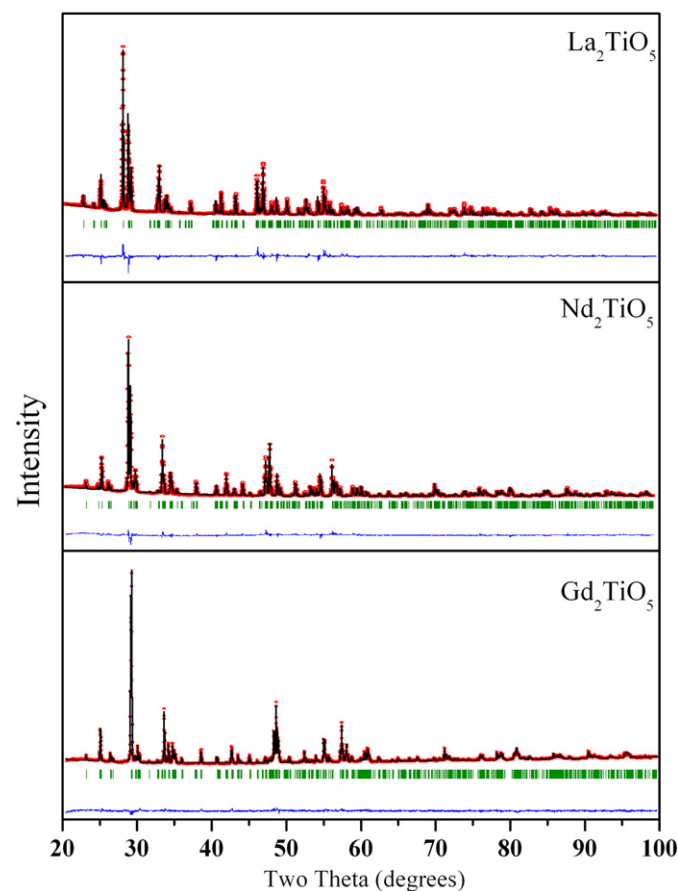 La₂TiO₅
Nd₂TiO₅
Gd₂TiO₅
Intensity
20 30 40 50 60 70 80 90 100
Two Theta (degrees)